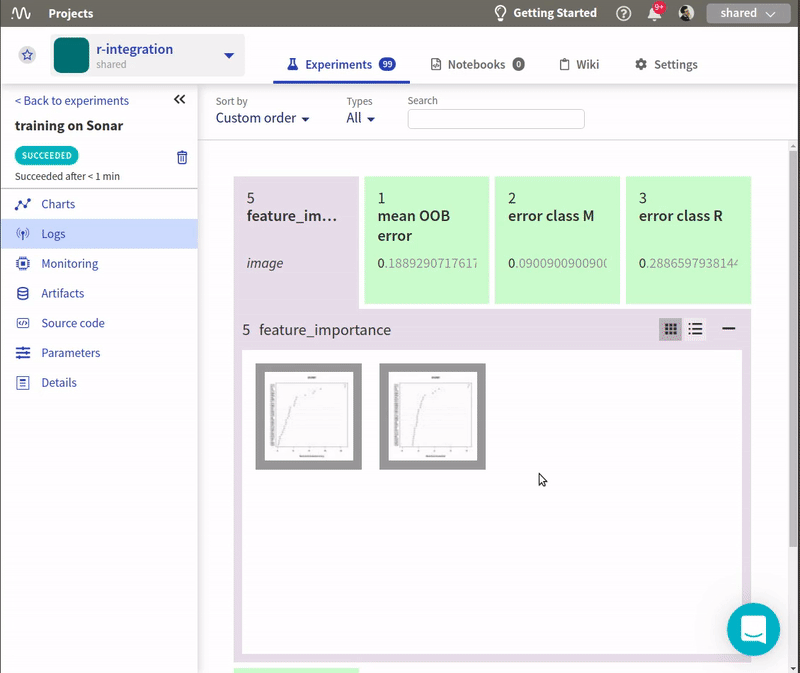 Projects
Getting Started
9+
shared
r-integration
shared
Experiments 99
Notebooks 0
Wiki
Settings
< Back to experiments
training on Sonar
SUCCEEDED
Succeeded after < 1 min
Charts
Logs
Monitoring
Artifacts
Source code
Parameters
Details
Sort by
Custom order
Types
All
Search
5
feature_im...
image
1
mean OOB
error
0.1889290717617
2
error class M
0.090090090090
3
error class R
0.2886597938144
5 feature_importance